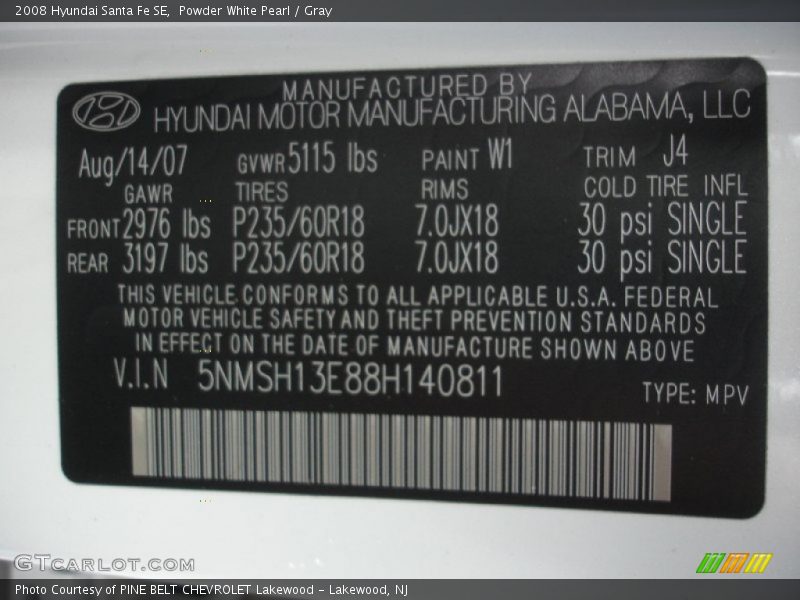 2008 Hyundai Santa Fe SE, Powder White Pearl / Gray
MANUFACTURED BY
HYUNDAI MOTOR MANUFACTURING ALABAMA, LLC
Aug/14/07 GVWR 5115 lbs PAINT W1 TRIM J4
GAWR TIRES RIMS COLD TIRE INFL
FRONT 2976 lbs P235/60R18 7.0JX18 30 psi SINGLE
REAR 3197 lbs P235/60R18 7.0JX18 30 psi SINGLE
THIS VEHICLE CONFORMS TO ALL APPLICABLE U.S.A. FEDERAL
MOTOR VEHICLE SAFETY AND THEFT PREVENTION STANDARDS
IN EFFECT ON THE DATE OF MANUFACTURE SHOWN ABOVE
V.I.N 5NMSH13E88H140811
TYPE: MPV
GTCARLOT.COM
Photo Courtesy of PINE BELT CHEVROLET Lakewood - Lakewood, NJ